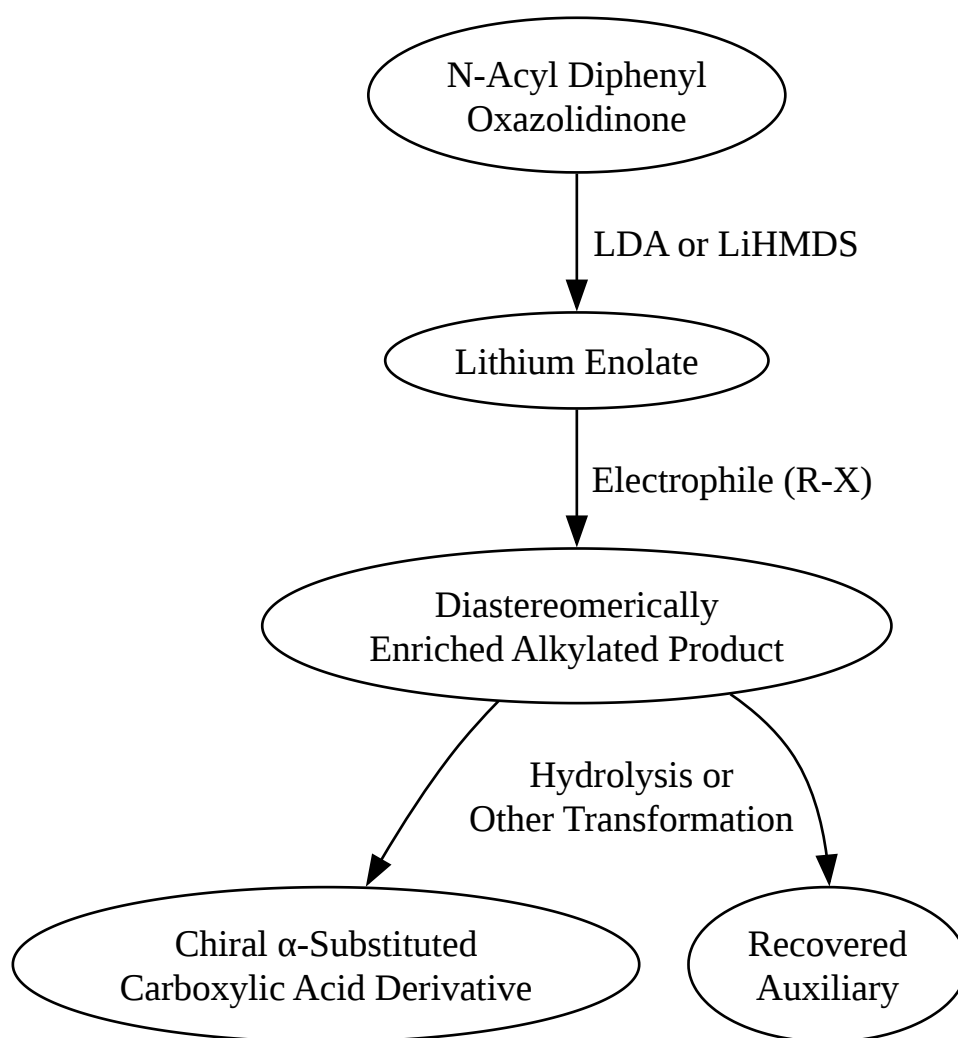 N-Acyl Diphenyl
Oxazolidinone
LDA or LiHMDS
Lithium Enolate
Electrophile (R-X)
Diastereomerically
Enriched Alkylated Product
Hydrolysis or
Other Transformation
Chiral α-Substituted
Carboxylic Acid Derivative
Recovered
Auxiliary